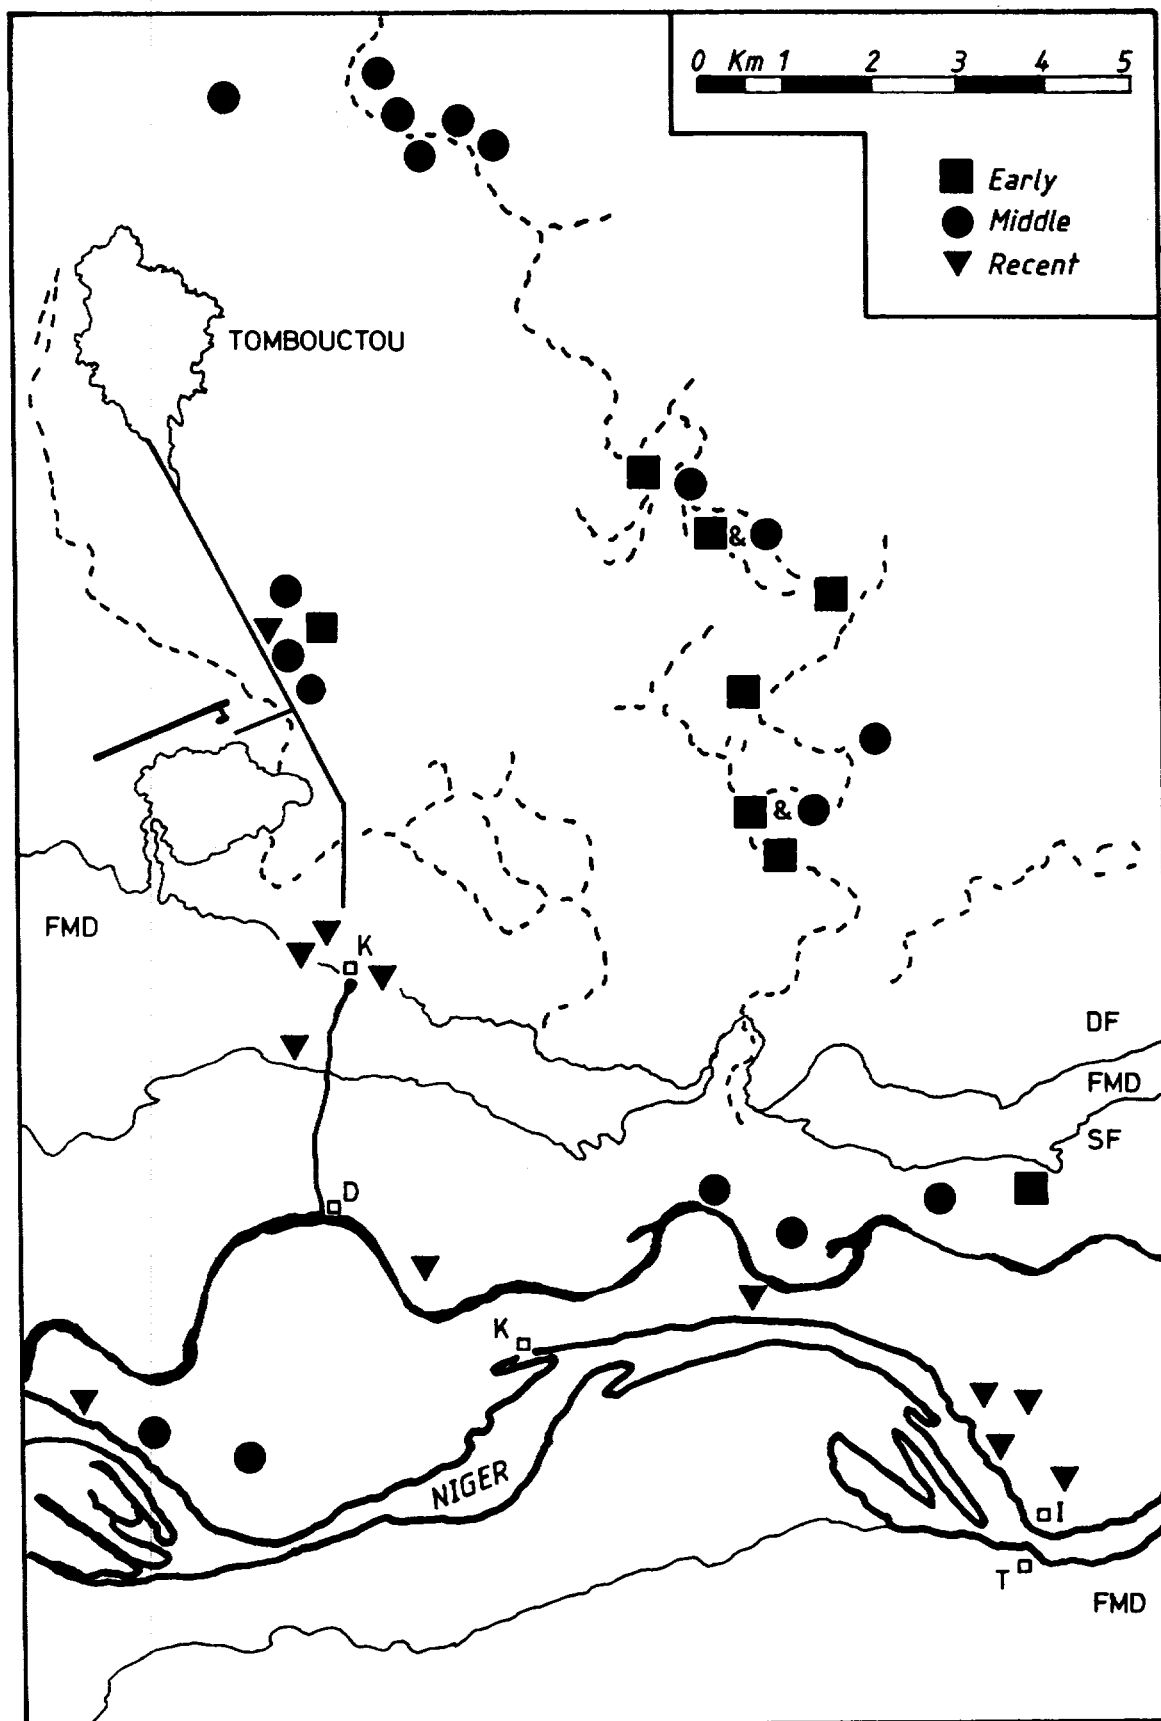 0 Km 1 2 3 4 5
Early
Middle
Recent
TOMBOUCTOU
&
&
FMD
K
DF
FMD
SF
D
K
NIGER
I
T
FMD